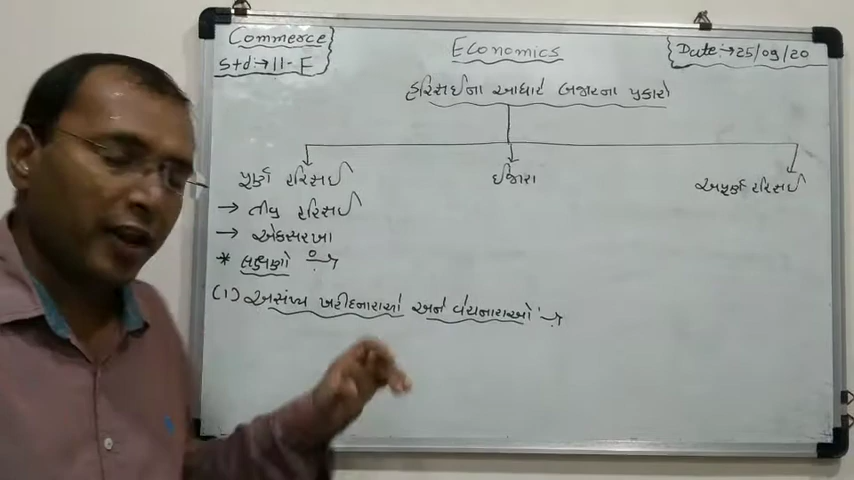 Commerce
Std:→11-F
Economics
Date:→25/09/20
હરિફાઈના આધારે બજારના પ્રકારો
પૂર્ણ હરિફાઈ
ઈજારો
અપૂર્ણ હરિફાઈ
→ તીવ્ર હરિફાઈ
→ એકસરખા
* લક્ષણો :→
(1) અસંખ્ય ખરીદનારાઓ અને વેચનારાઓ :→